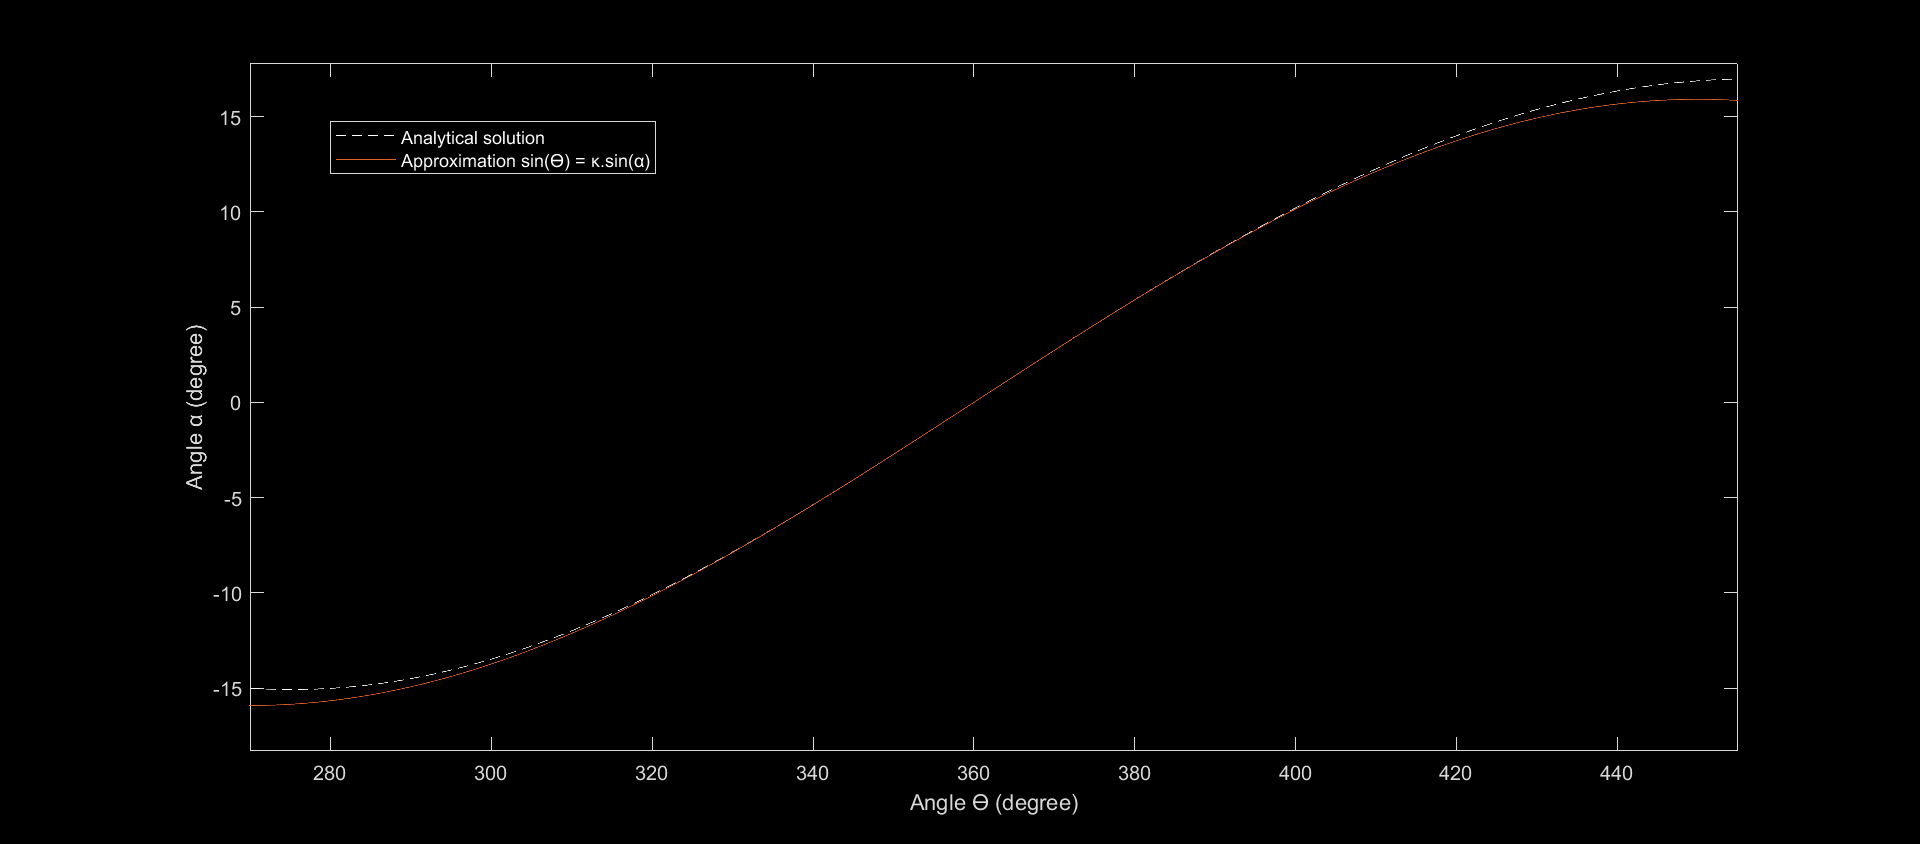 15
10
5
0
-5
-10
-15
Angle α (degree)
Analytical solution
Approximation sin(Ɵ) = κ.sin(α)
280 300 320 340 360 380 400 420 440
Angle Ɵ (degree)